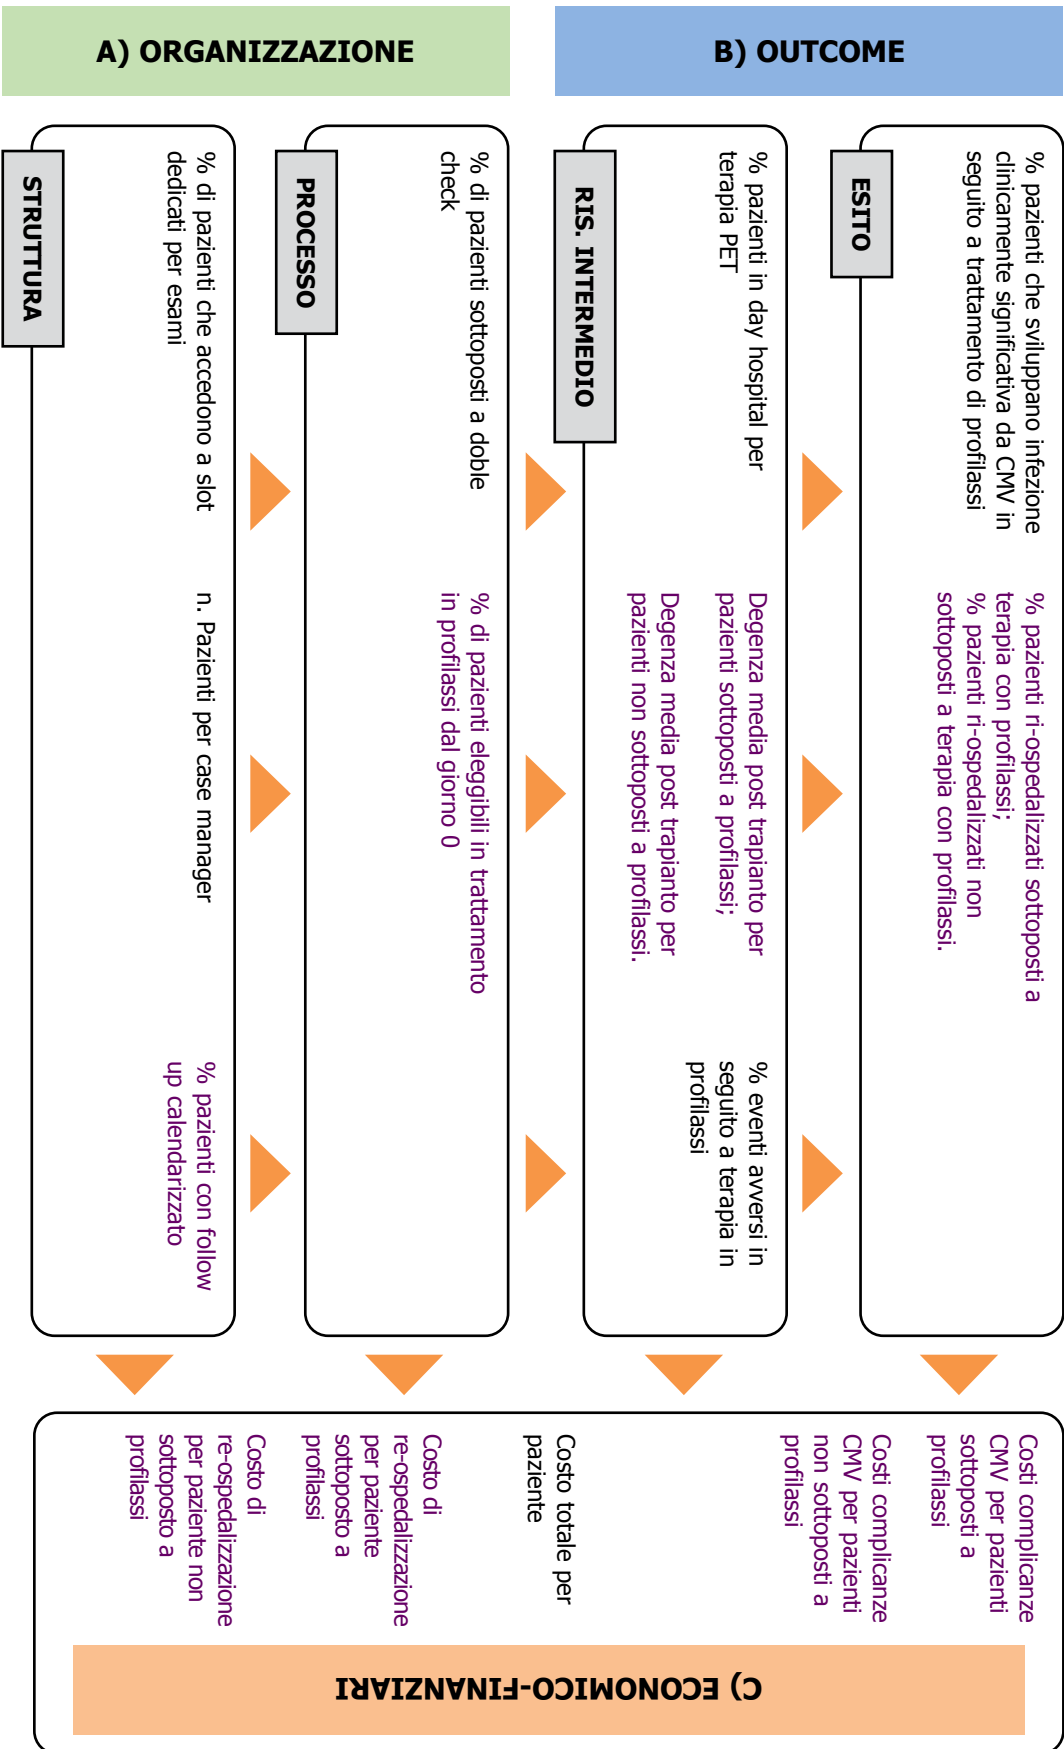 A) ORGANIZZAZIONE
B) OUTCOME
ESITO
% pazienti che sviluppano infezione
clinicamente significativa da CMV in
seguito a trattamento di profilassi
% pazienti ri-ospedalizzati sottoposti a
terapia con profilassi;
% pazienti ri-ospedalizzati non
sottoposti a terapia con profilassi.
RIS. INTERMEDIO
% pazienti in day hospital per
terapia PET
Degenza media post trapianto per
pazienti sottoposti a profilassi;
Degenza media post trapianto per
pazienti non sottoposti a profilassi.
% eventi avversi in
seguito a terapia in
profilassi
PROCESSO
% di pazienti sottoposti a doble
check
% di pazienti eleggibili in trattamento
in profilassi dal giorno 0
STRUTTURA
% di pazienti che accedono a slot
dedicati per esami
n. Pazienti per case manager
% pazienti con follow
up calendarizzato
Costi complicanze
CMV per pazienti
sottoposti a
profilassi
Costi complicanze
CMV per pazienti
non sottoposti a
profilassi
Costo totale per
paziente
Costo di
re-ospedalizzazione
per paziente
sottoposto a
profilassi
Costo di
re-ospedalizzazione
per paziente non
sottoposto a
profilassi
C) ECONOMICO-FINANZIARI